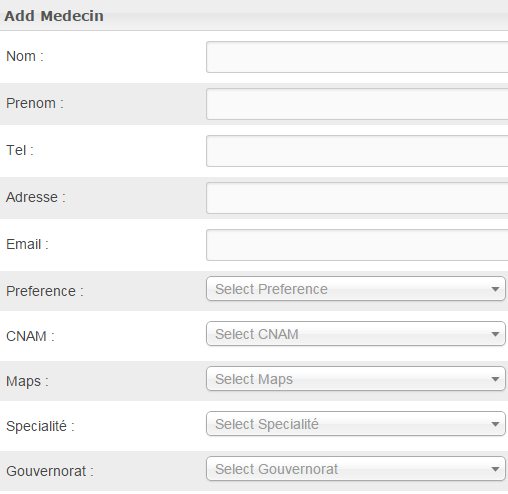 Add Medecin
Nom :
Prenom :
Tel :
Adresse :
Email :
Preference : Select Preference
CNAM : Select CNAM
Maps : Select Maps
Specialité : Select Specialité
Gouvernorat : Select Gouvernorat